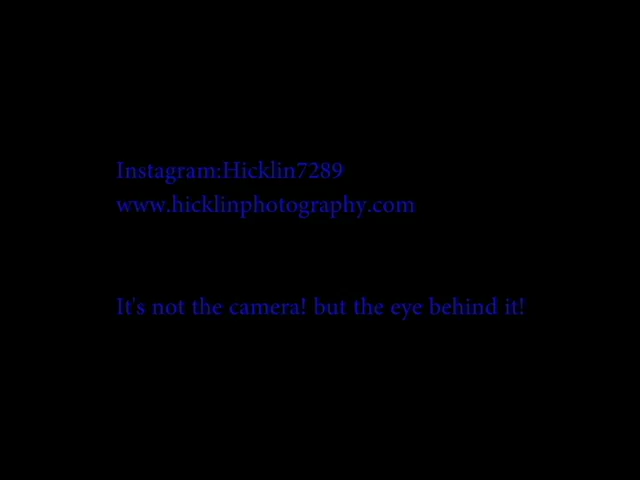 Instagram:Hicklin7289
www.hicklinphotography.com
It's not the camera! but the eye behind it!